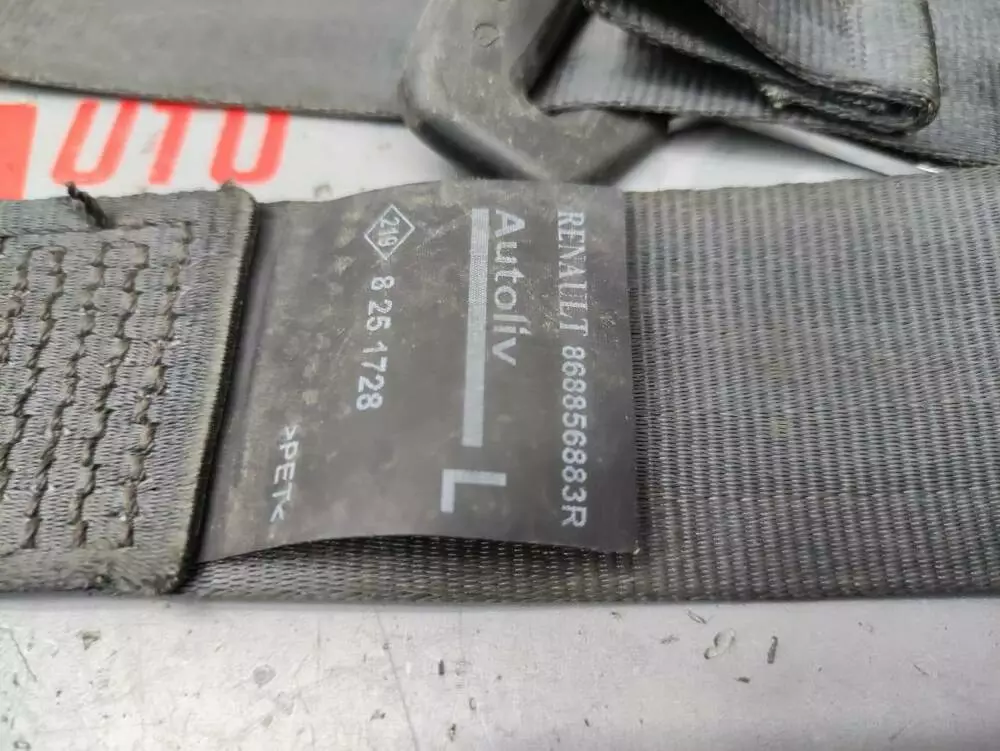 UTO
RENAULT 868856883R
Autoliv
L
219 8 25 1728
>PET<